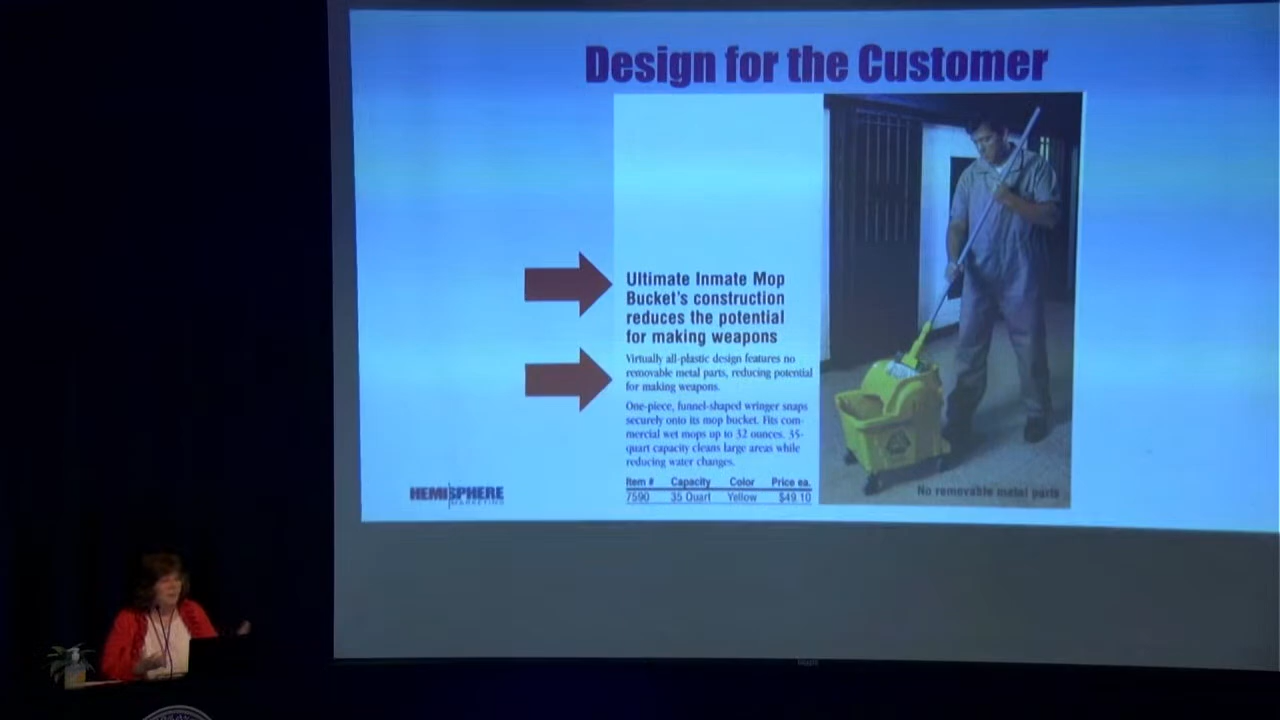 Design for the Customer
Ultimate Inmate Mop
Bucket's construction
reduces the potential
for making weapons
Virtually all-plastic design features no
removable metal parts, reducing potential
for making weapons.
One-piece, funnel-shaped wringer snaps
securely onto its mop bucket. Fits com-
mercial wet mops up to 32 ounces. 35-
quart capacity cleans large areas while
reducing water changes.
Item # Capacity Color Price ea.
7590 35 Quart Yellow $49.10
No removable metal parts
HEMISPHERE
MARKETING